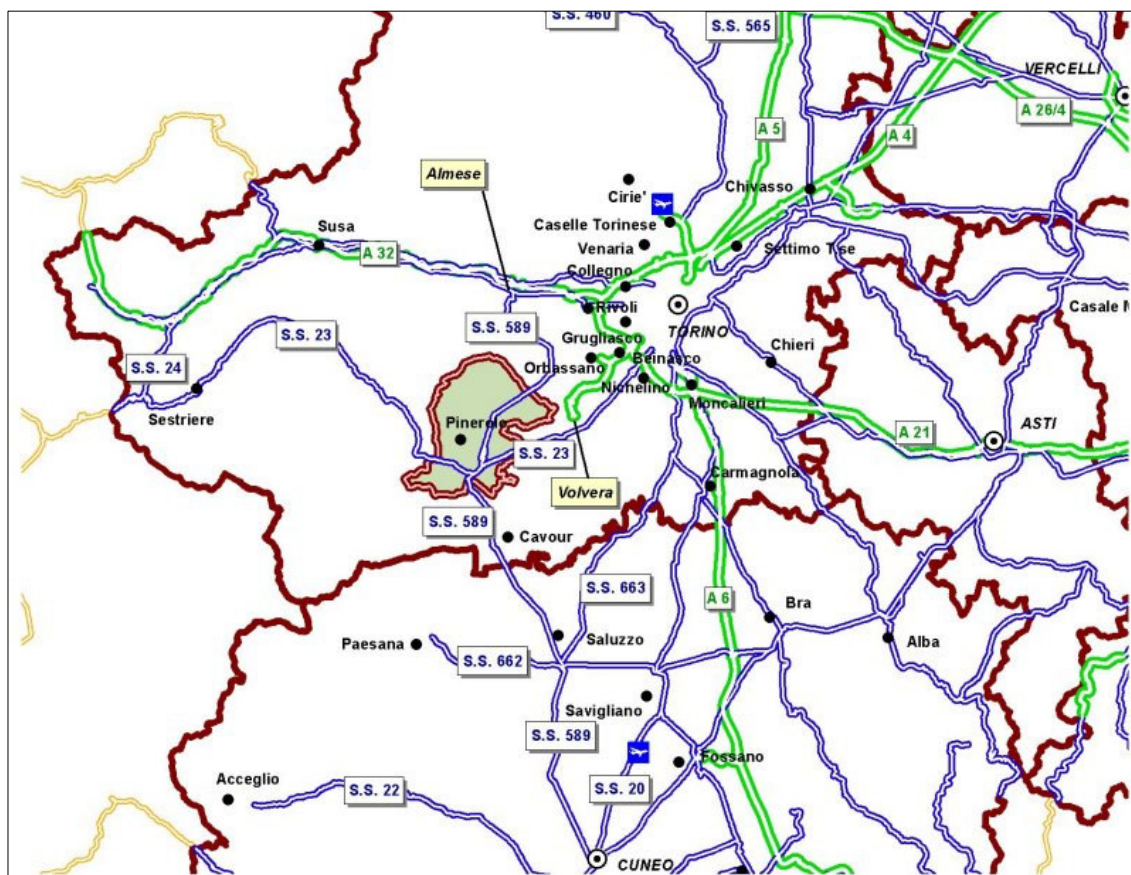 S.S. 460
S.S. 565
VERCELLI
A 26/4
A 5
A 4
Almese
Cirie'
Chivasso
Caselle Torinese
Susa
Venaria
Settimo T.se
A 32
Collegno
Rivoli
Casale
TORINO
S.S. 23
S.S. 589
Grugliasco
Chieri
Beinasco
S.S. 24
Orbassano
Nichelino
Moncalieri
Sestriere
ASTI
A 21
Pinerolo
S.S. 23
Carmagnola
Volvera
S.S. 589
Cavour
S.S. 663
A 6
Bra
Saluzzo
Paesana
Alba
S.S. 662
Savigliano
S.S. 589
Fossano
Acceglio
S.S. 22
S.S. 20
CUNEO